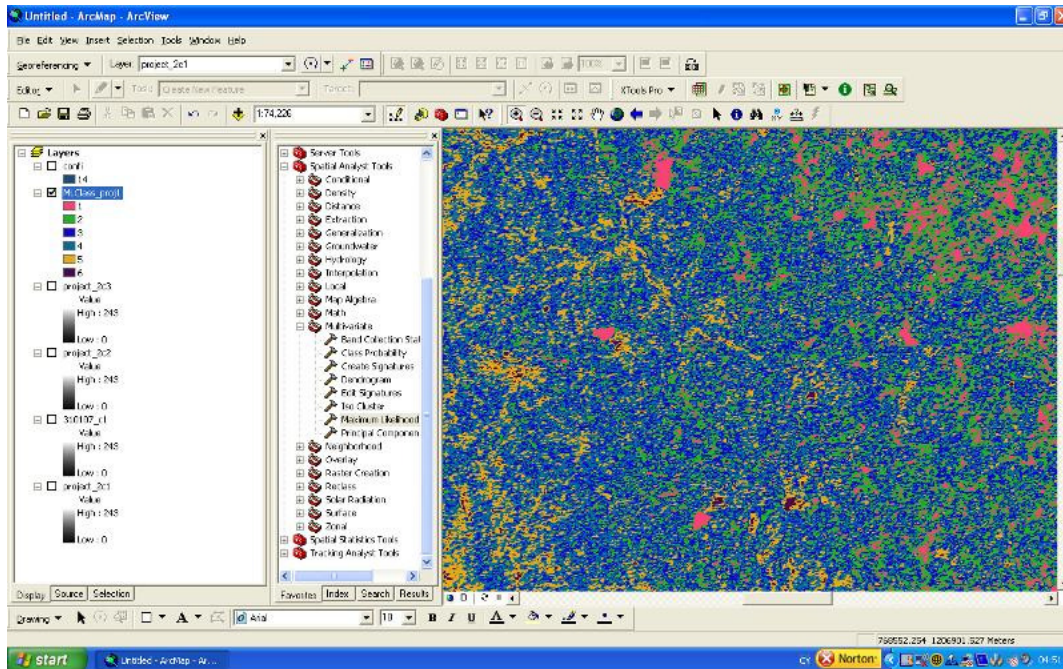 Untitled - ArcMap - ArcView
File Edit View Insert Selection Tools Window Help
Georeferencing Layer: project_2c1
100%
Editor Task: Create New Feature Target: XTools Pro
1:74,226
Layers
confi
14
MLClass_proj1
1
2
3
4
5
6
project_2c3
Value
High : 243
Low : 0
project_2c2
Value
High : 243
Low : 0
310107_c1
Value
High : 243
Low : 0
project_2c1
Value
High : 243
Low : 0
Display Source Selection
Server Tools
Spatial Analyst Tools
Conditional
Density
Distance
Extraction
Generalization
Groundwater
Hydrology
Interpolation
Local
Map Algebra
Math
Multivariate
Band Collection Stat
Class Probability
Create Signatures
Dendrogram
Edit Signatures
Iso Cluster
Maximum Likelihood
Principal Componen
Neighborhood
Overlay
Raster Creation
Reclass
Solar Radiation
Surface
Zonal
Spatial Statistics Tools
Tracking Analyst Tools
Favorites Index Search Results
Drawing A Arial 10 B I U A
768552.254 1206901.527 Meters
start Untitled - ArcMap - Ar... Norton